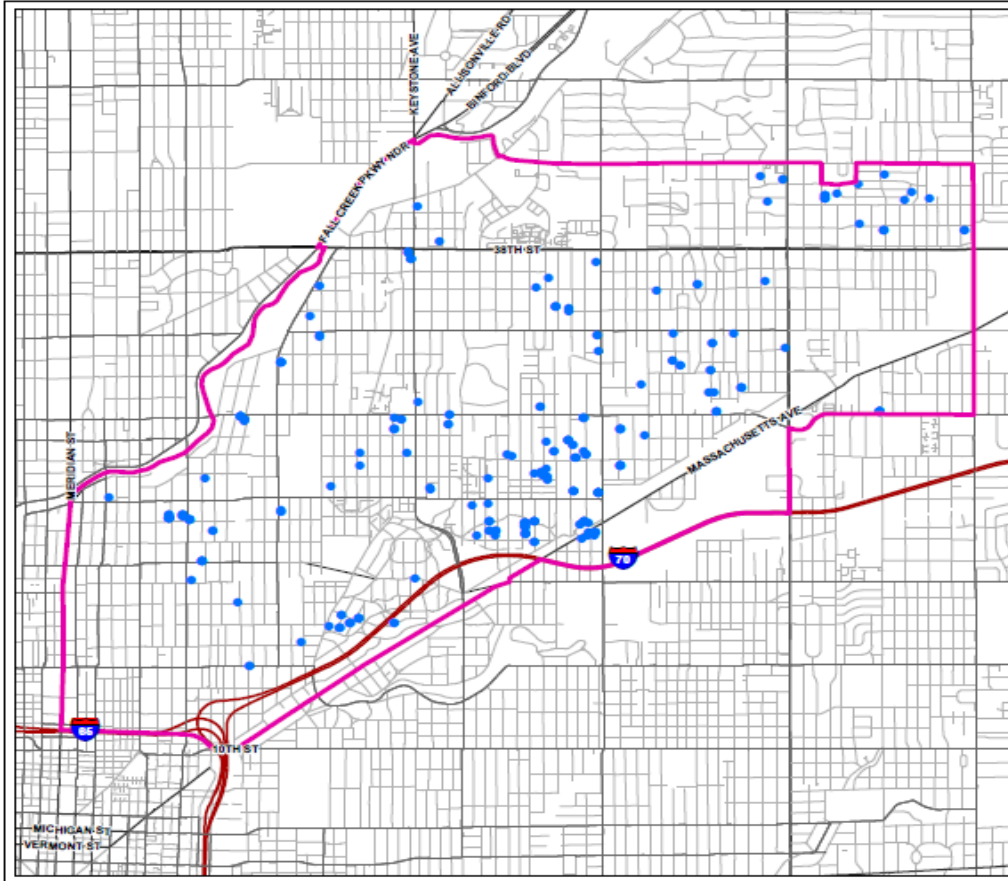 KEYSTONE AVE
ALLISONVILLE RD
BINFORD BLVD
FALL CREEK PKWY NDR
38TH ST
MERIDIAN ST
MASSACHUSETTS AVE
70
65
10TH ST
MICHIGAN ST
VERMONT ST